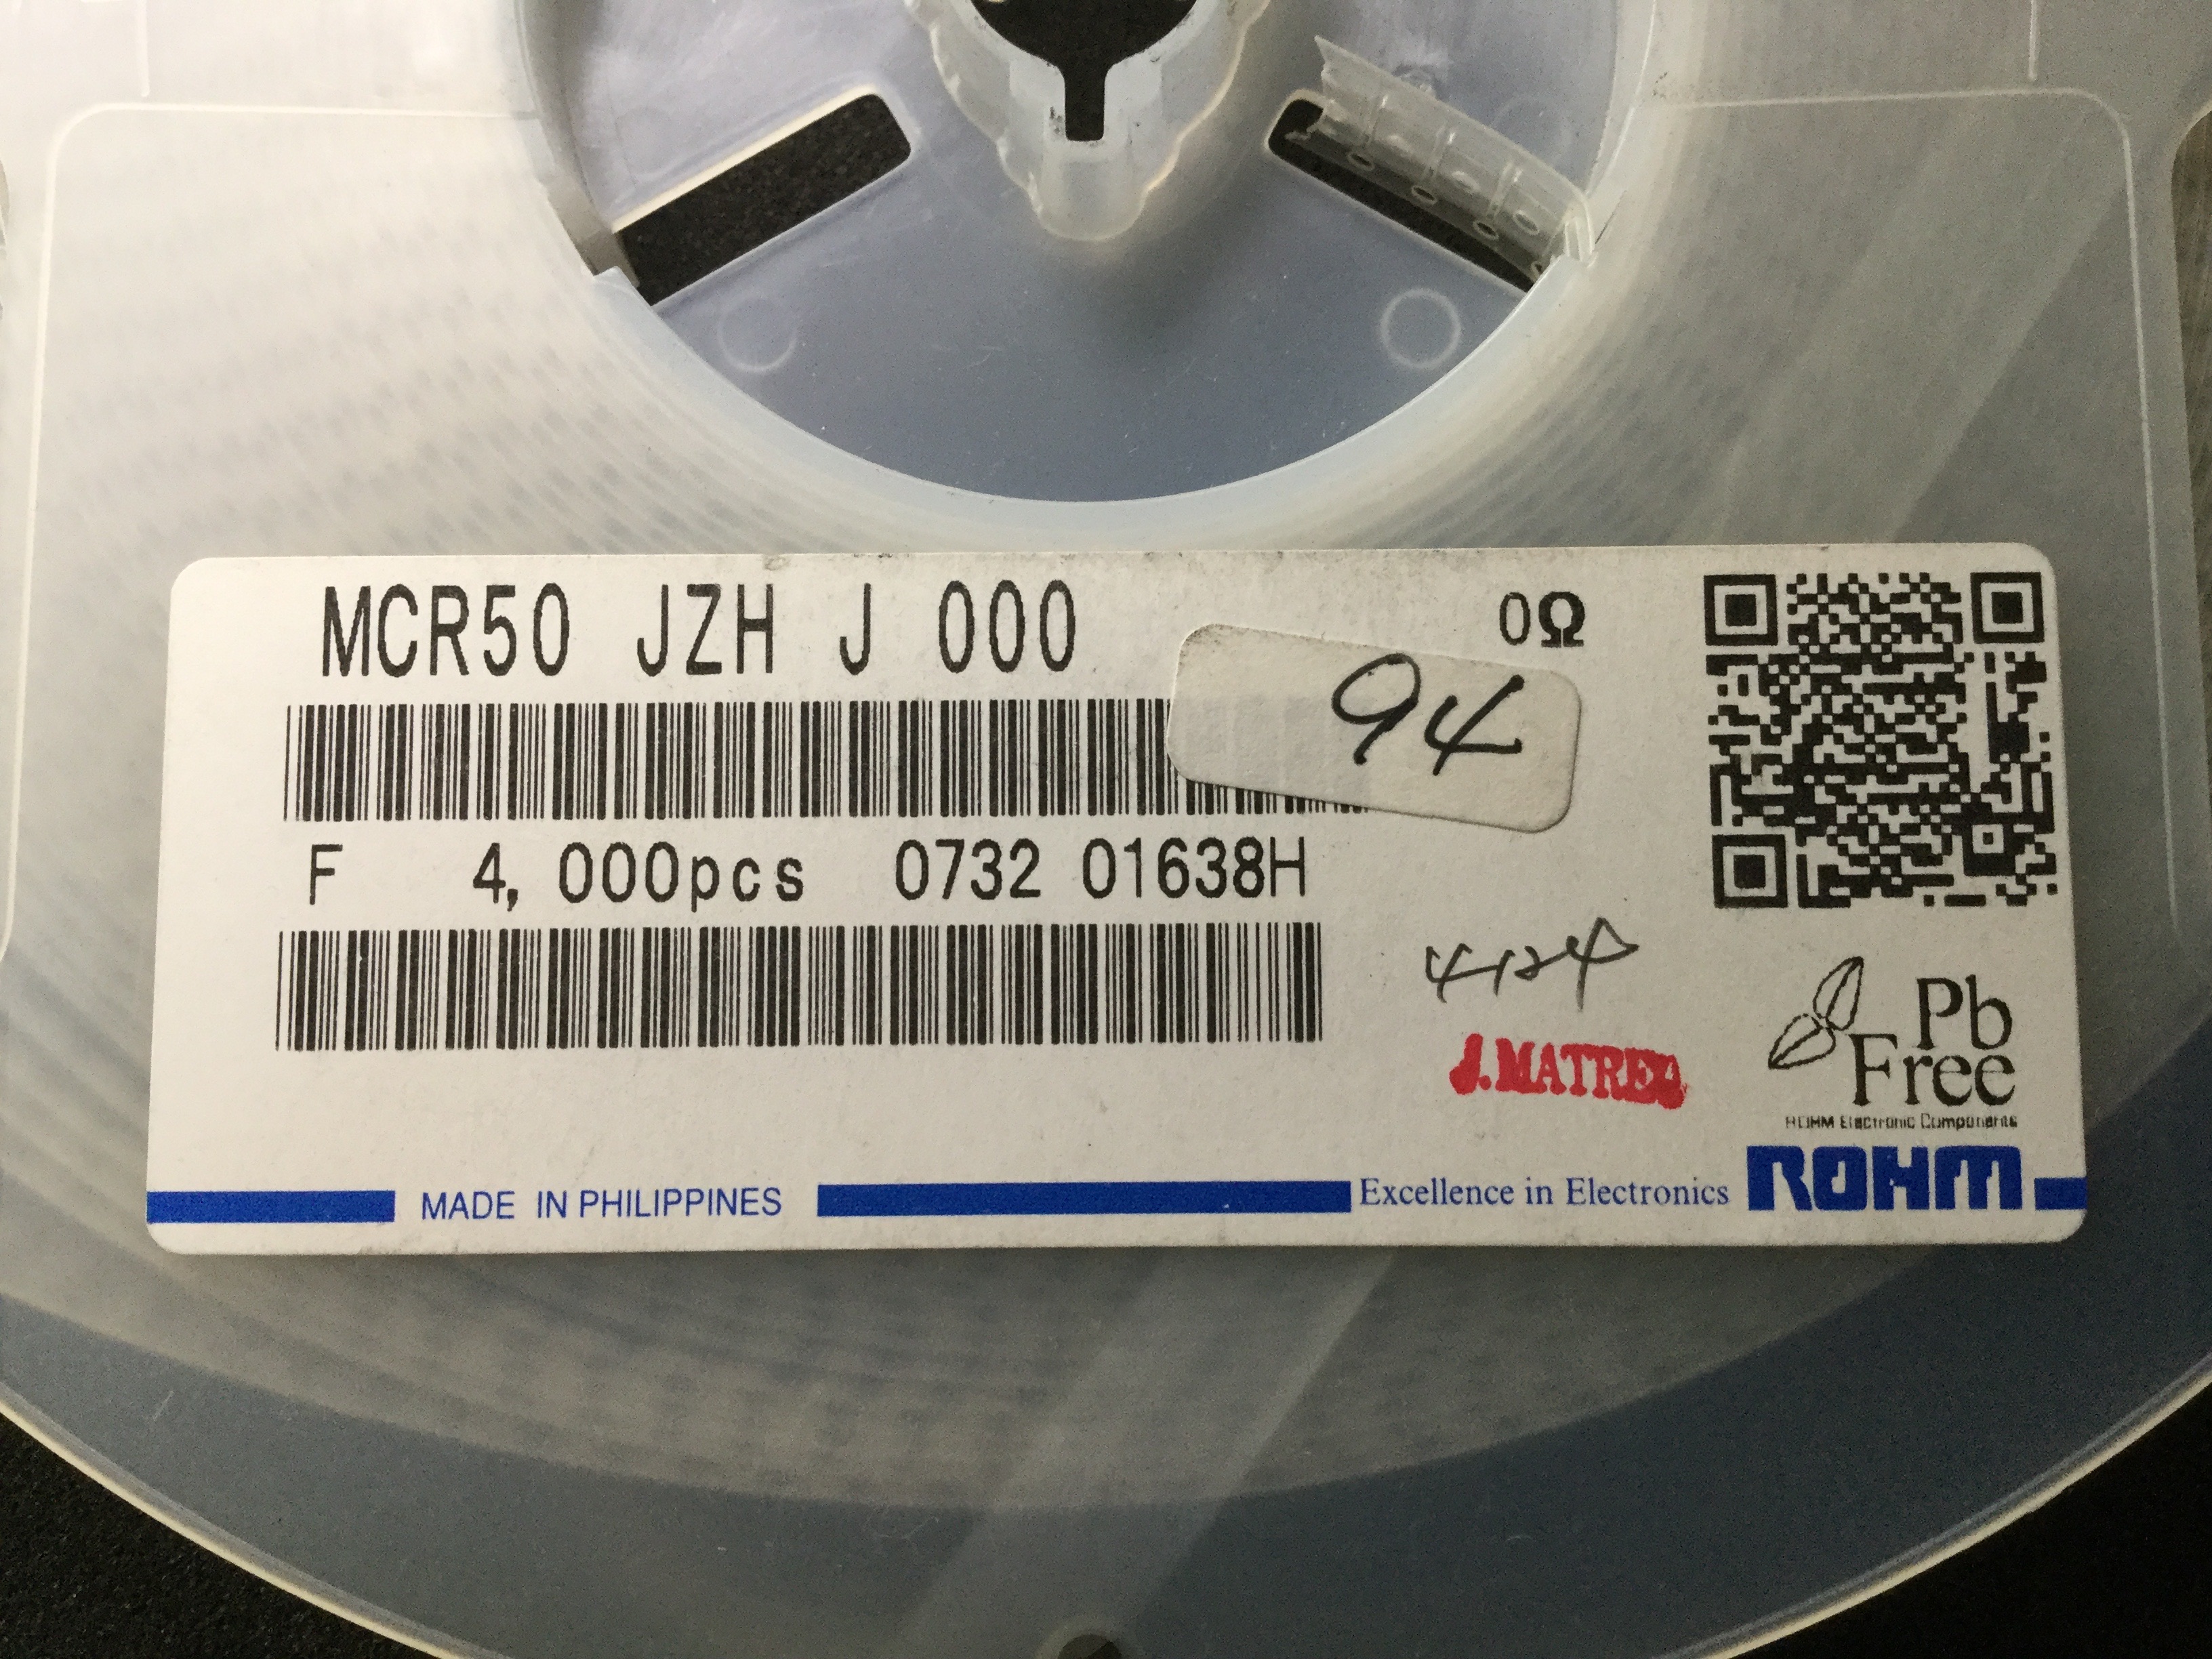 MCR50 JZH J 000
0Ω
94
F 4,000pcs 0732 01638H
Pb
Free
ROHM Electronic Components
MADE IN PHILIPPINES
Excellence in Electronics
ROHM